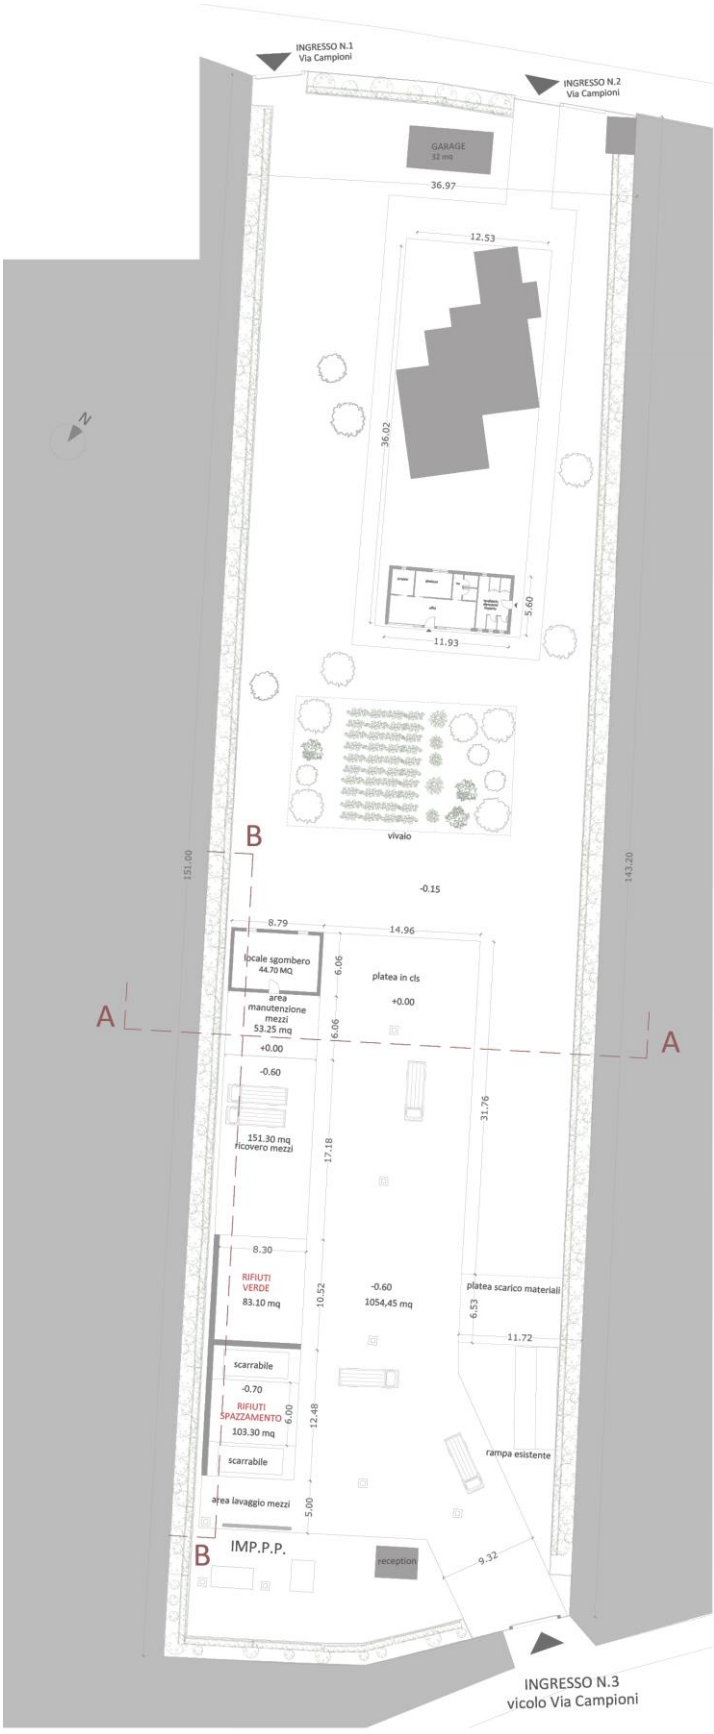 INGRESSO N.1
Via Campioni
INGRESSO N.2
Via Campioni
GARAGE
32 mq
36.97
12.53
36.02
N
5.60
11.93
vivaio
B
151.00
143.20
-0.15
8.79
14.96
locale sgombero
44.70 MQ
6.06
platea in cls
+0.00
area
manutenzione
mezzi
53.25 mq
6.06
A
A
+0.00
-0.60
31.76
151.30 mq
ricovero mezzi
17.18
8.30
RIFIUTI
VERDE
83.10 mq
10.52
-0.60
1054,45 mq
platea scarico materiali
6.53
11.72
scarrabile
-0.70
RIFIUTI
SPAZZAMENTO
103.30 mq
6.00
12.48
scarrabile
rampa esistente
area lavaggio mezzi
5.00
B
IMP.P.P.
reception
9.32
INGRESSO N.3
vicolo Via Campioni